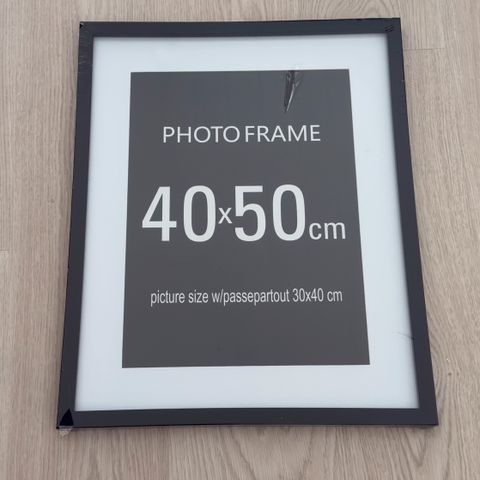 PHOTO FRAME
40x50cm
picture size w/passepartout 30x40 cm